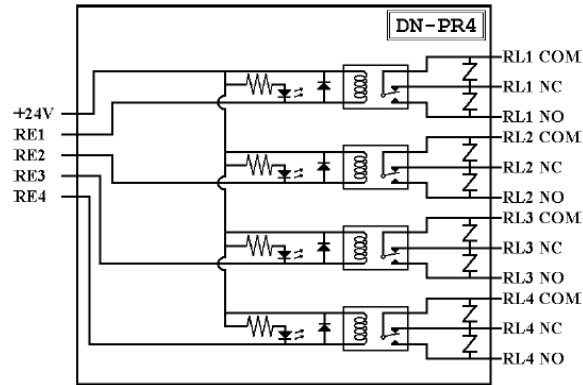 DN-PR4
+24V
RE1
RE2
RE3
RE4
RL1 COM
RL1 NC
RL1 NO
RL2 COM
RL2 NC
RL2 NO
RL3 COM
RL3 NC
RL3 NO
RL4 COM
RL4 NC
RL4 NO